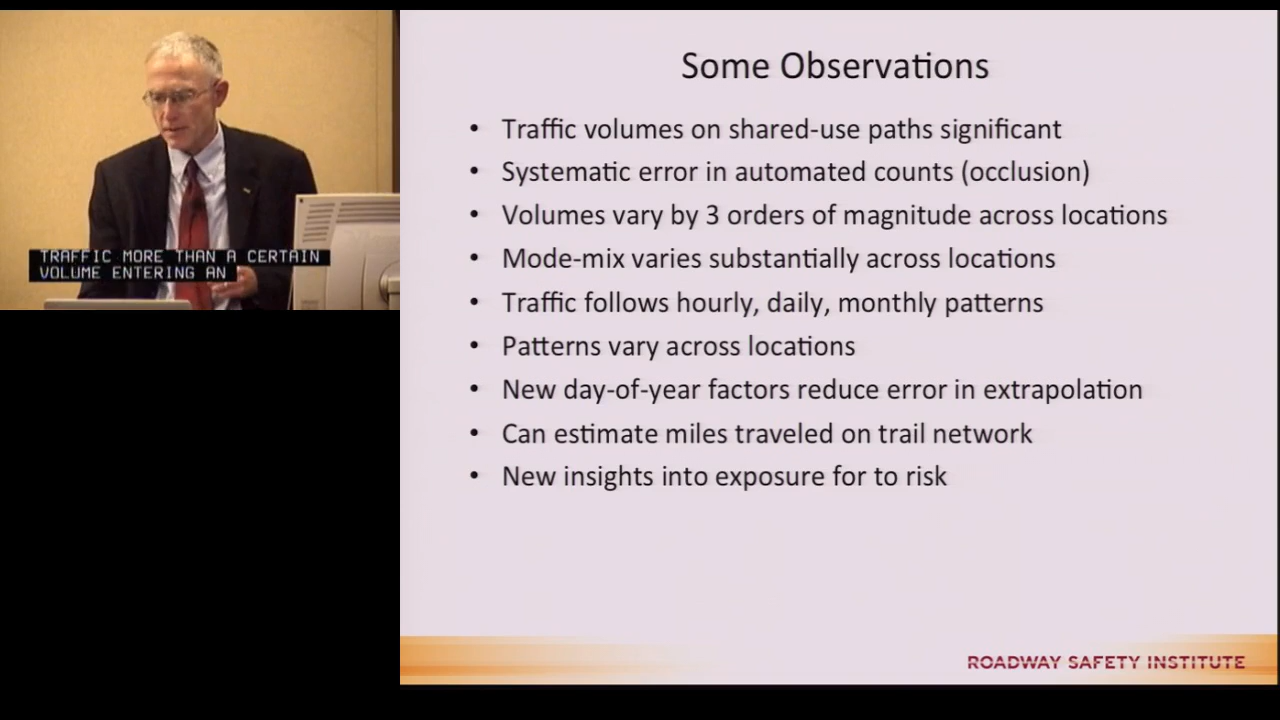 TRAFFIC MORE THAN A CERTAIN
VOLUME ENTERING AN
Some Observations
• Traffic volumes on shared-use paths significant
• Systematic error in automated counts (occlusion)
• Volumes vary by 3 orders of magnitude across locations
• Mode-mix varies substantially across locations
• Traffic follows hourly, daily, monthly patterns
• Patterns vary across locations
• New day-of-year factors reduce error in extrapolation
• Can estimate miles traveled on trail network
• New insights into exposure for to risk
ROADWAY SAFETY INSTITUTE